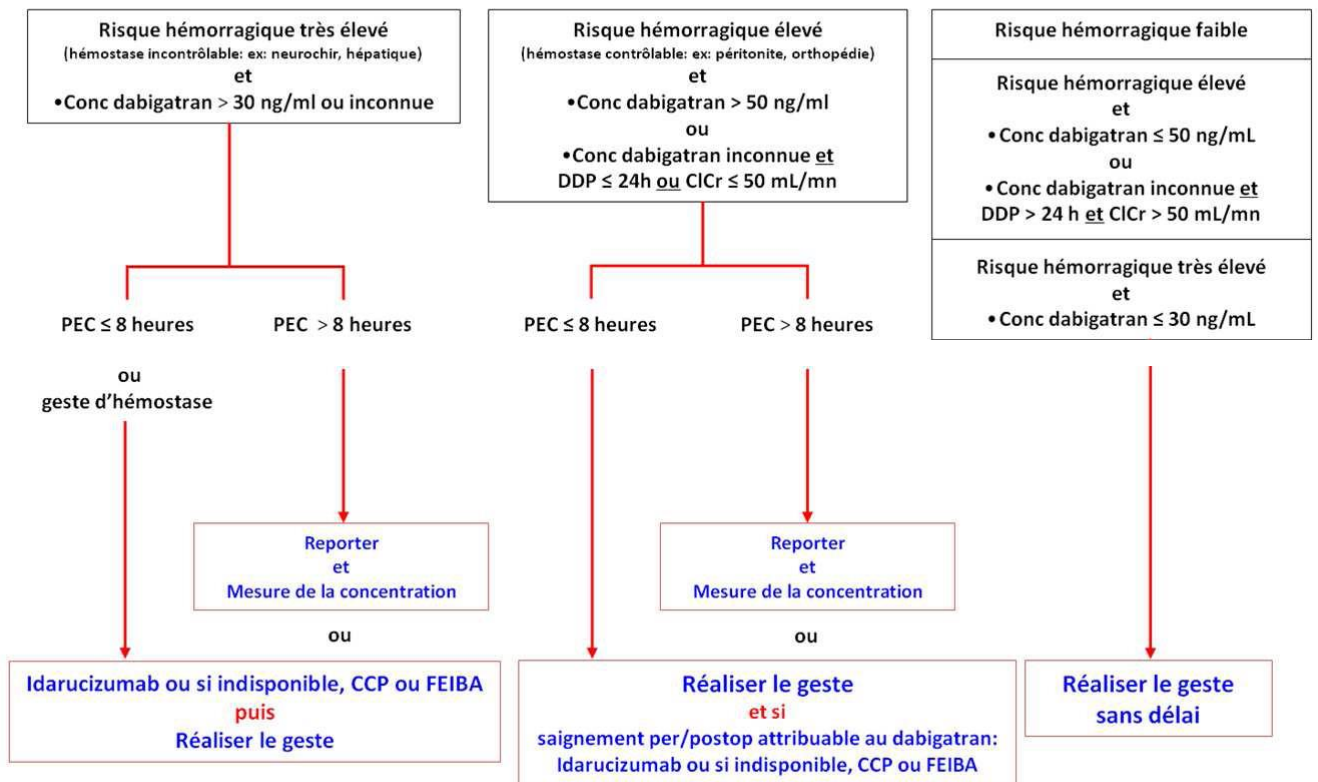 Risque hémorragique très élevé
(hémostase incontrôlable: ex: neurochir, hépatique)
et
•Conc dabigatran > 30 ng/ml ou inconnue
Risque hémorragique élevé
(hémostase contrôlable: ex: péritonite, orthopédie)
et
•Conc dabigatran > 50 ng/ml
ou
•Conc dabigatran inconnue et
DDP ≤ 24h ou ClCr ≤ 50 mL/mn
Risque hémorragique faible
Risque hémorragique élevé
et
•Conc dabigatran ≤ 50 ng/mL
ou
•Conc dabigatran inconnue et
DDP > 24 h et ClCr > 50 mL/mn
Risque hémorragique très élevé
et
•Conc dabigatran ≤ 30 ng/mL
PEC ≤ 8 heures
ou
geste d’hémostase
PEC > 8 heures
PEC ≤ 8 heures
PEC > 8 heures
Reporter
et
Mesure de la concentration
ou
Reporter
et
Mesure de la concentration
ou
Idarucizumab ou si indisponible, CCP ou FEIBA
puis
Réaliser le geste
Réaliser le geste
et si
saignement per/postop attribuable au dabigatran:
Idarucizumab ou si indisponible, CCP ou FEIBA
Réaliser le geste
sans délai